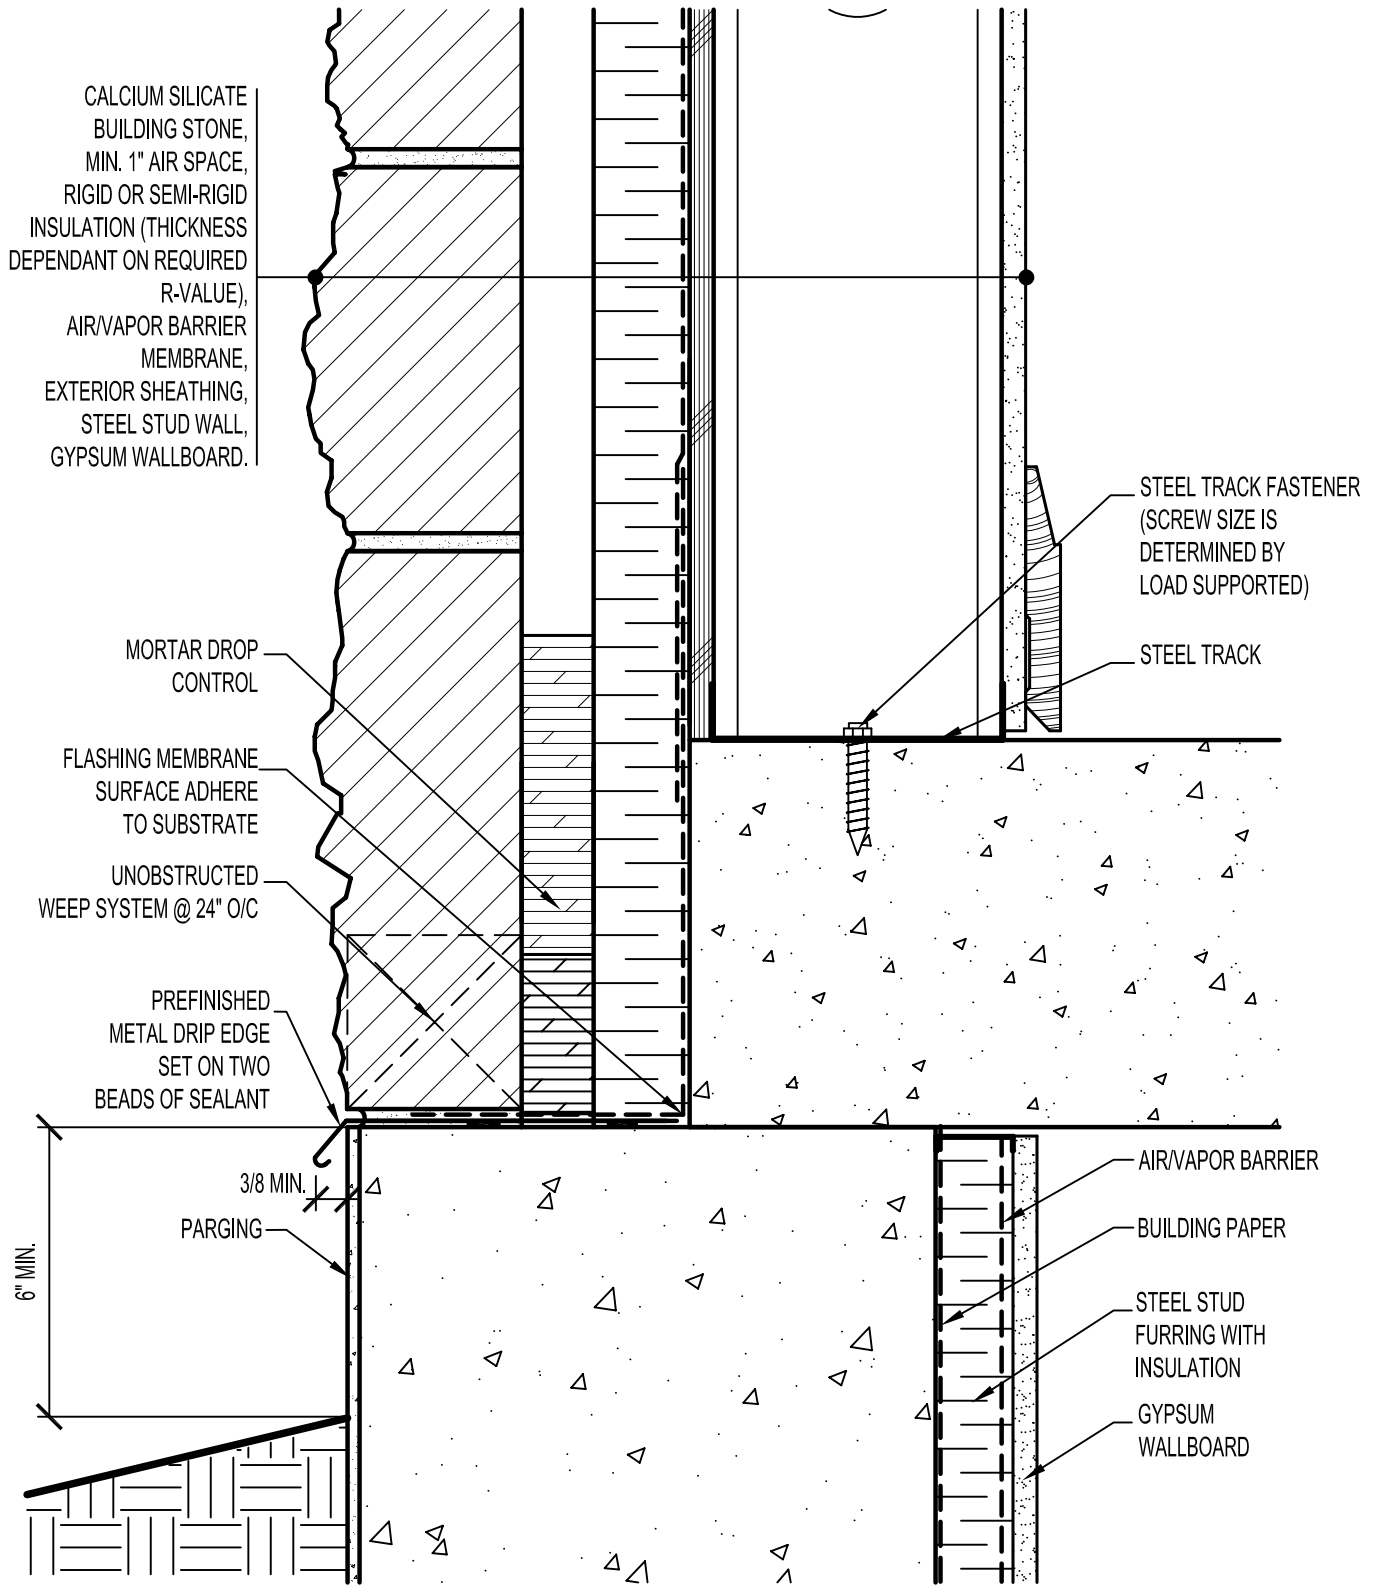 CALCIUM SILICATE
BUILDING STONE,
MIN. 1" AIR SPACE,
RIGID OR SEMI-RIGID
INSULATION (THICKNESS
DEPENDANT ON REQUIRED
R-VALUE),
AIR/VAPOR BARRIER
MEMBRANE,
EXTERIOR SHEATHING,
STEEL STUD WALL,
GYPSUM WALLBOARD.
MORTAR DROP
CONTROL
FLASHING MEMBRANE
SURFACE ADHERE
TO SUBSTRATE
UNOBSTRUCTED
WEEP SYSTEM @ 24" O/C
PREFINISHED
METAL DRIP EDGE
SET ON TWO
BEADS OF SEALANT
3/8 MIN.
PARGING
6" MIN.
STEEL TRACK FASTENER
(SCREW SIZE IS
DETERMINED BY
LOAD SUPPORTED)
STEEL TRACK
AIR/VAPOR BARRIER
BUILDING PAPER
STEEL STUD
FURRING WITH
INSULATION
GYPSUM
WALLBOARD